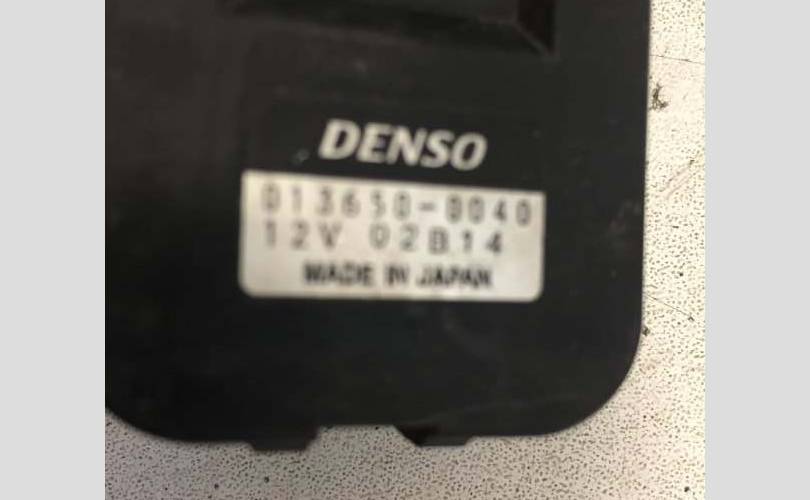 DENSO
013650-0040
12V 02B14
MADE IN JAPAN